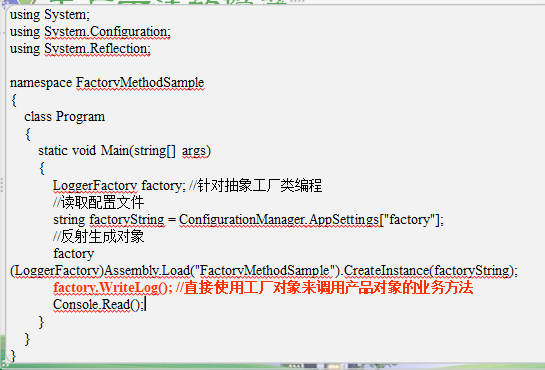 using System;
using System.Configuration;
using System.Reflection;
namespace FactoryMethodSample
{
class Program
{
static void Main(string[] args)
{
LoggerFactory factory; //针对抽象工厂类编程
//读取配置文件
string factoryString = ConfigurationManager.AppSettings["factory"];
//反射生成对象
factory
(LoggerFactory)Assembly.Load("FactoryMethodSample").CreateInstance(factoryString);
factory.WriteLog(); //直接使用工厂对象来调用产品对象的业务方法
Console.Read();
}
}
}